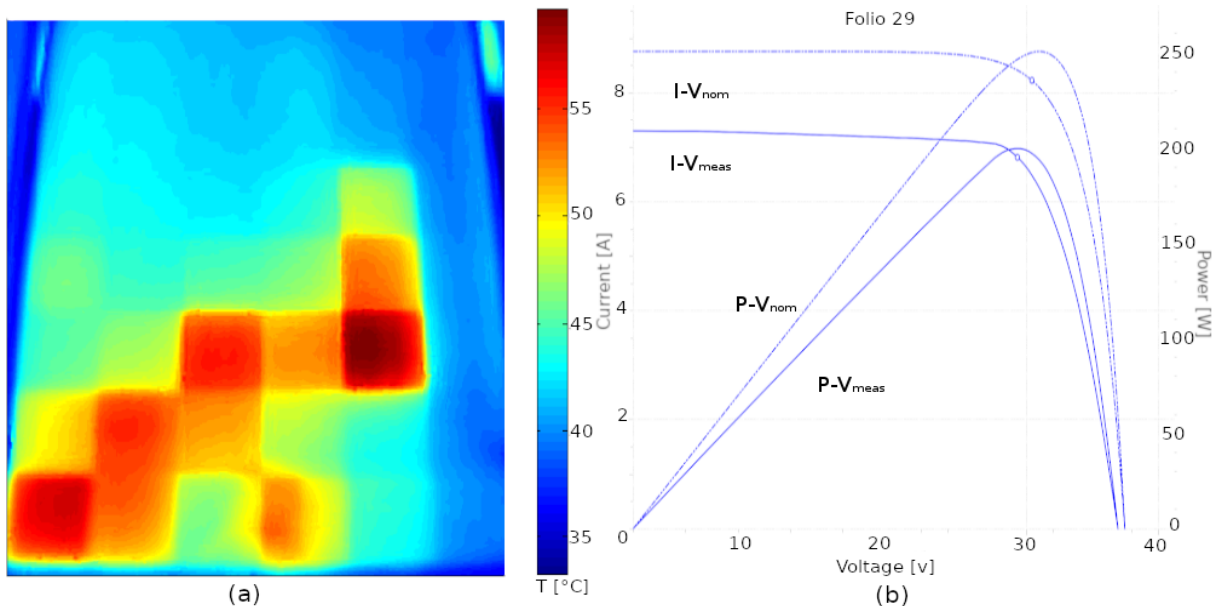 55
50
45
40
35
T [°C]
(a)
Folio 29
I-Vnom
I-Vmeas
P-Vnom
P-Vmeas
8
6
4
2
0
Current [A]
250
200
150
100
50
0
Power [W]
3
10
20
30
40
Voltage [v]
(b)